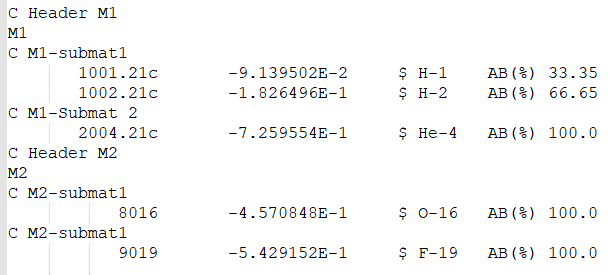 C Header M1
M1
C M1-submat1
1001.21c -9.139502E-2 $ H-1 AB(%) 33.35
1002.21c -1.826496E-1 $ H-2 AB(%) 66.65
C M1-Submat 2
2004.21c -7.259554E-1 $ He-4 AB(%) 100.0
C Header M2
M2
C M2-submat1
8016 -4.570848E-1 $ O-16 AB(%) 100.0
C M2-submat1
9019 -5.429152E-1 $ F-19 AB(%) 100.0